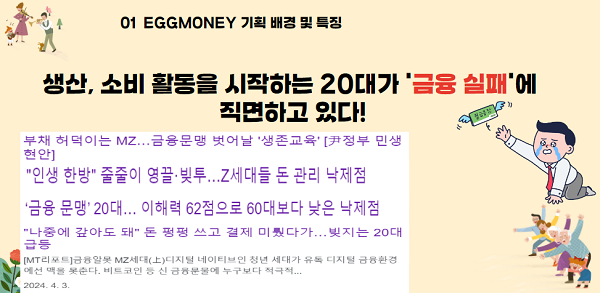 01 EGGMONEY 기획 배경 및 특징
생산, 소비 활동을 시작하는 20대가 '금융 실패'에
직면하고 있다!
부채 허덕이는 MZ…금융문맹 벗어날 '생존교육' [尹정부 민생
현안]
"인생 한방" 줄줄이 영끌·빚투...Z세대들 돈 관리 낙제점
‘금융 문맹’ 20대… 이해력 62점으로 60대보다 낮은 낙제점
"나중에 갚아도 돼" 돈 펑펑 쓰고 결제 미뤘다가…빚지는 20대
급등
[MT리포트]금융알못 MZ세대(上)디지털 네이티브인 청년 세대가 유독 디지털 금융환경
에선 맥을 못춘다. 비트코인 등 신 금융문물에 누구보다 적극적...
2024. 4. 3.